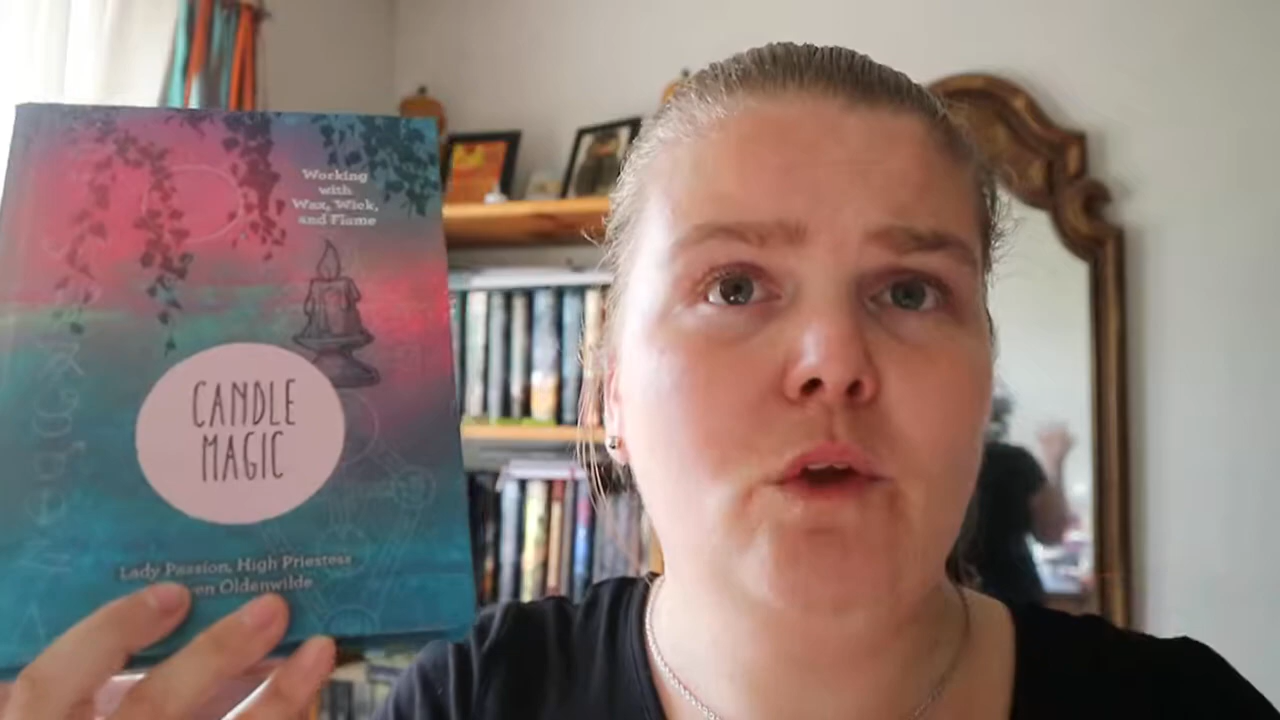 Working
with
Wax, Wick,
and Flame
CANDLE
MAGIC
Lady Passion, High Priestess
Oldenwilde